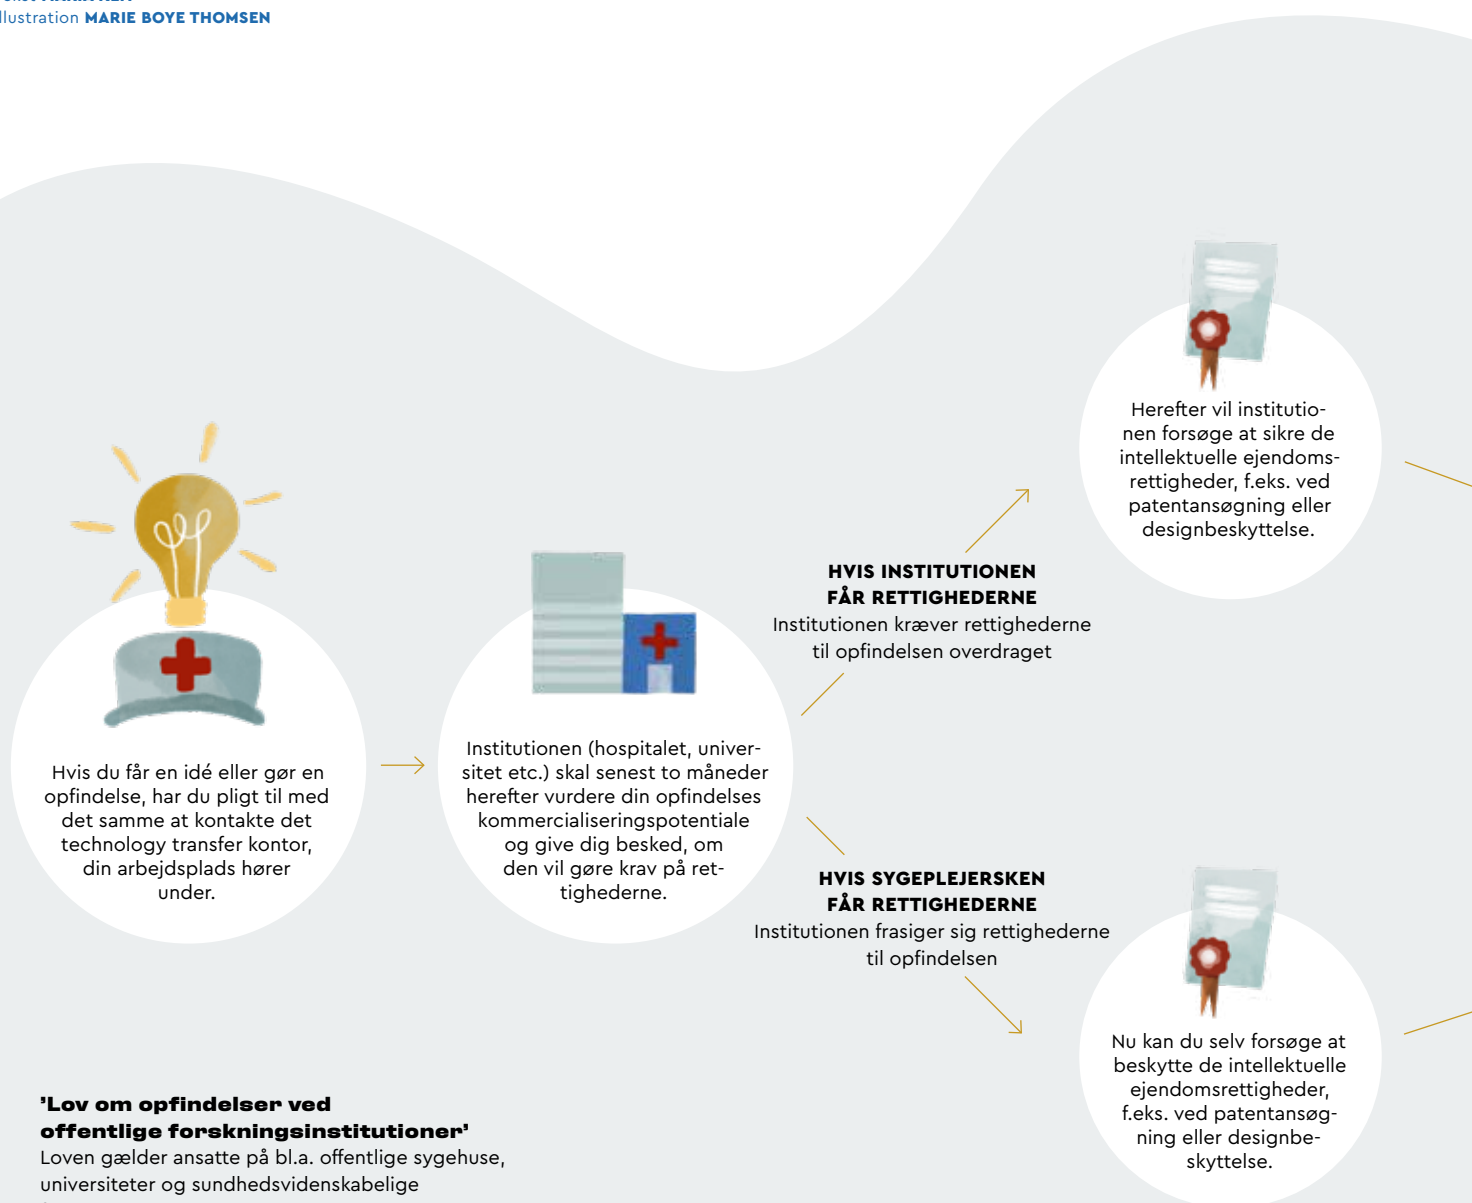 Illustration MARIE BOYE THOMSEN
Hvis du får en idé eller gør en
opfindelse, har du pligt til med
det samme at kontakte det
technology transfer kontor,
din arbejdsplads hører
under.
Institutionen (hospitalet, univer-
sitet etc.) skal senest to måneder
herefter vurdere din opfindelses
kommercialiseringspotentiale
og give dig besked, om
den vil gøre krav på ret-
tighederne.
HVIS INSTITUTIONEN
FÅR RETTIGHEDERNE
Institutionen kræver rettighederne
til opfindelsen overdraget
Herefter vil institutio-
nen forsøge at sikre de
intellektuelle ejendoms-
rettigheder, f.eks. ved
patentansøgning eller
designbeskyttelse.
HVIS SYGEPLEJERSKEN
FÅR RETTIGHEDERNE
Institutionen frasiger sig rettighederne
til opfindelsen
Nu kan du selv forsøge at
beskytte de intellektuelle
ejendomsrettigheder,
f.eks. ved patentansøg-
ning eller designbe-
skyttelse.
’Lov om opfindelser ved
offentlige forskningsinstitutioner’
Loven gælder ansatte på bl.a. offentlige sygehuse,
universiteter og sundhedsvidenskabelige